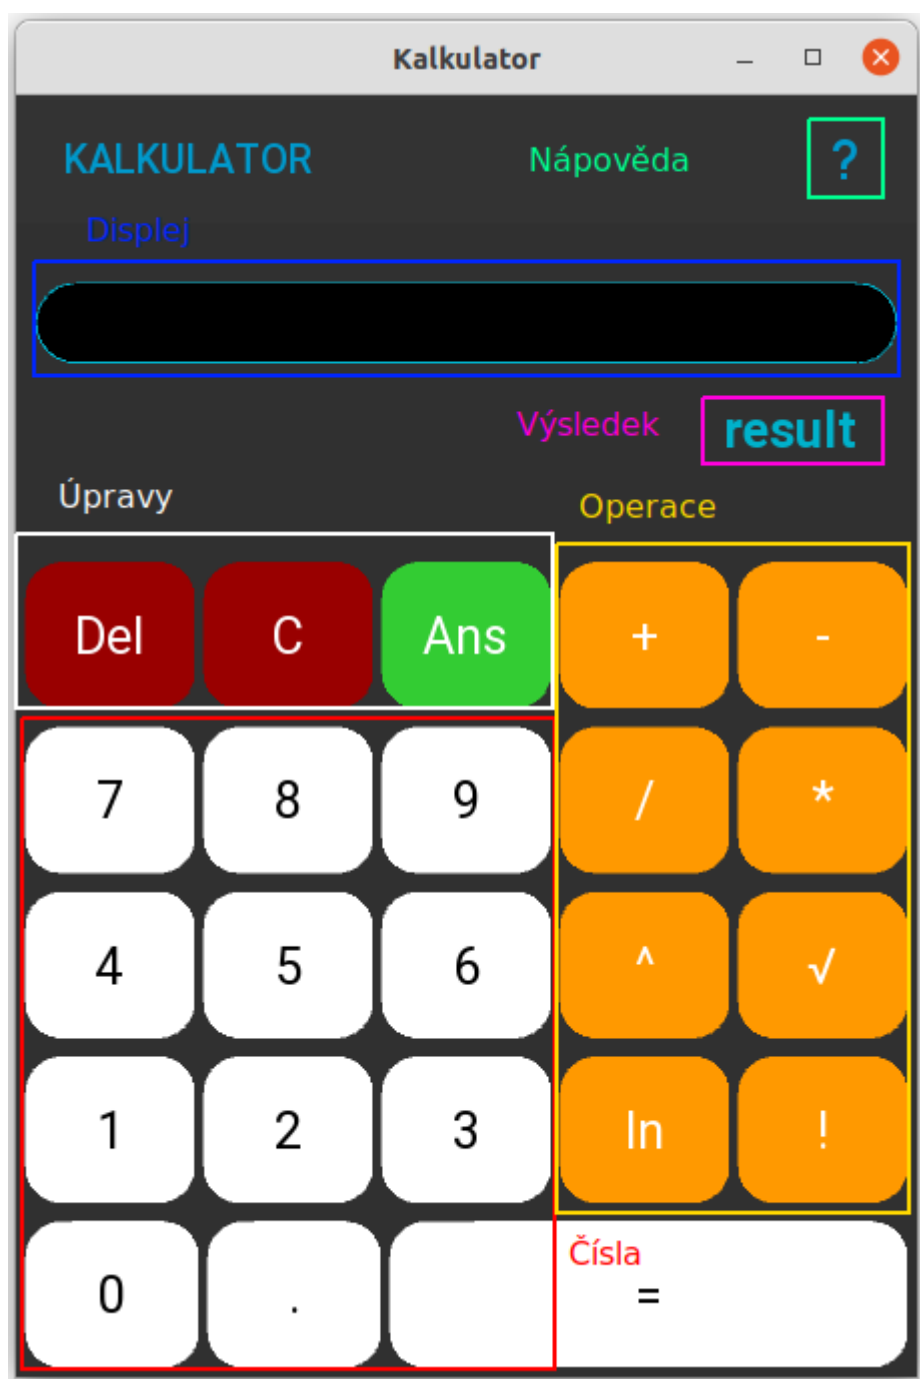 Kalkulator
KALKULATOR Nápověda ?
Displej
Výsledek result
Úpravy Operace
Del C Ans + -
7 8 9 / *
4 5 6 ^ √
1 2 3 ln !
Čísla
0 . =